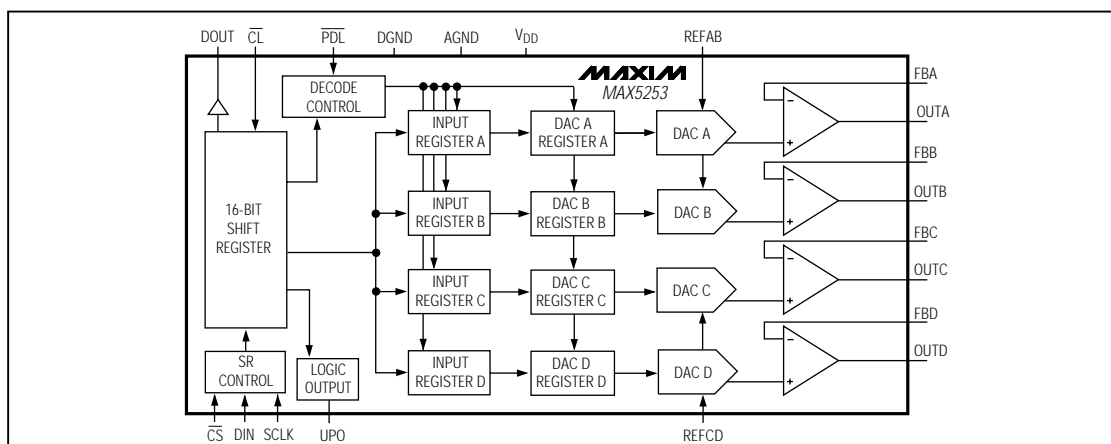 DOUT CL PDL DGND AGND VDD REFAB
MAXIM
MAX5253
DECODE
CONTROL
16-BIT
SHIFT
REGISTER
INPUT
REGISTER A
DAC A
REGISTER A
DAC A
FBA
OUTA
INPUT
REGISTER B
DAC B
REGISTER B
DAC B
FBB
OUTB
INPUT
REGISTER C
DAC C
REGISTER C
DAC C
FBC
OUTC
INPUT
REGISTER D
DAC D
REGISTER D
DAC D
FBD
OUTD
- +
- +
- +
- +
SR
CONTROL
LOGIC
OUTPUT
CS DIN SCLK UPO REFCD